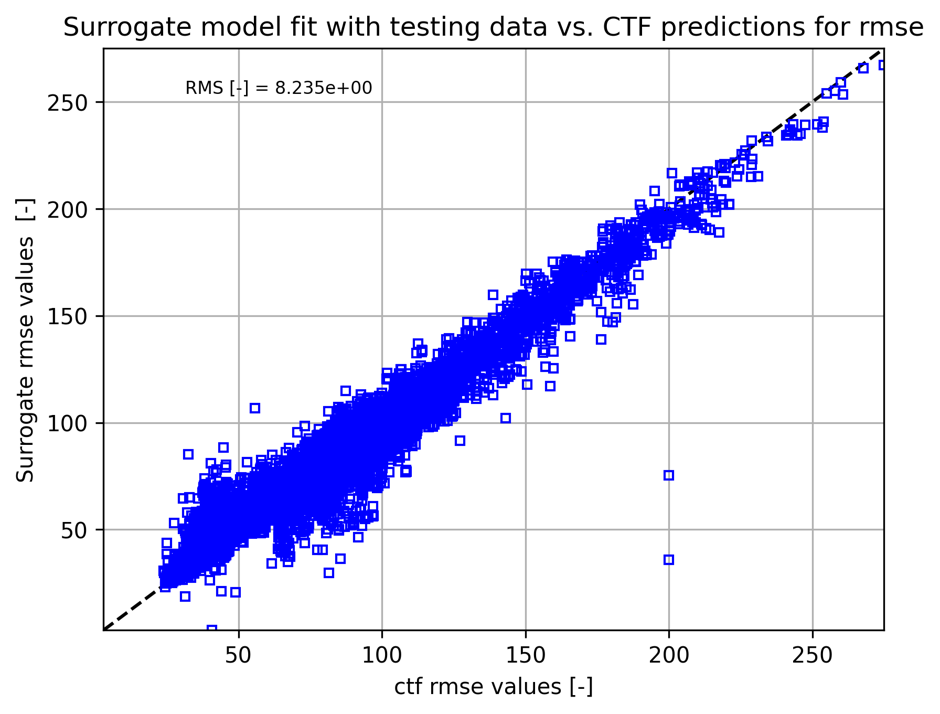 Surrogate model fit with testing data vs. CTF predictions for rmse
RMS [-] = 8.235e+00
250
200
150
100
50
Surrogate rmse values  [-]
50 100 150 200 250
ctf rmse values [-]